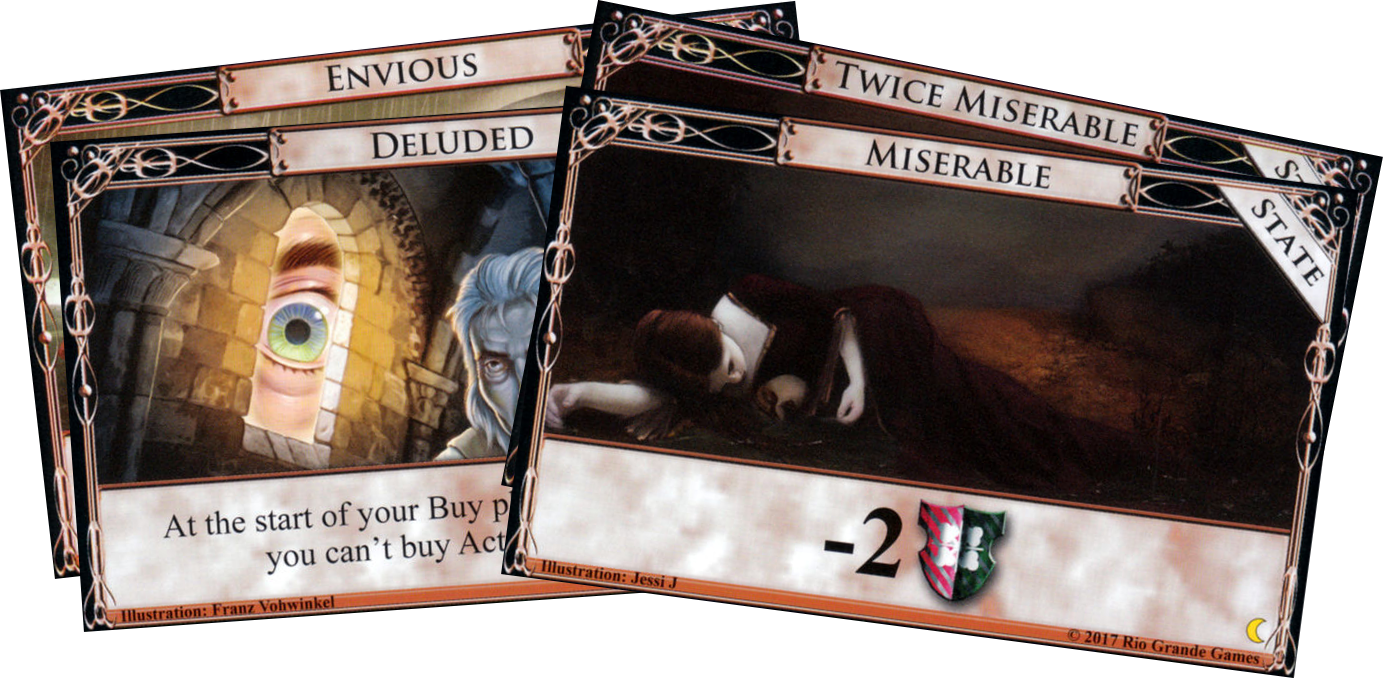 ENVIOUS
DELUDED
At the start of your Buy p
you can't buy Act
Illustration: Franz Vohwinkel
TWICE MISERABLE
MISERABLE
STATE
-2
Illustration: Jessi J
© 2017 Rio Grande Games